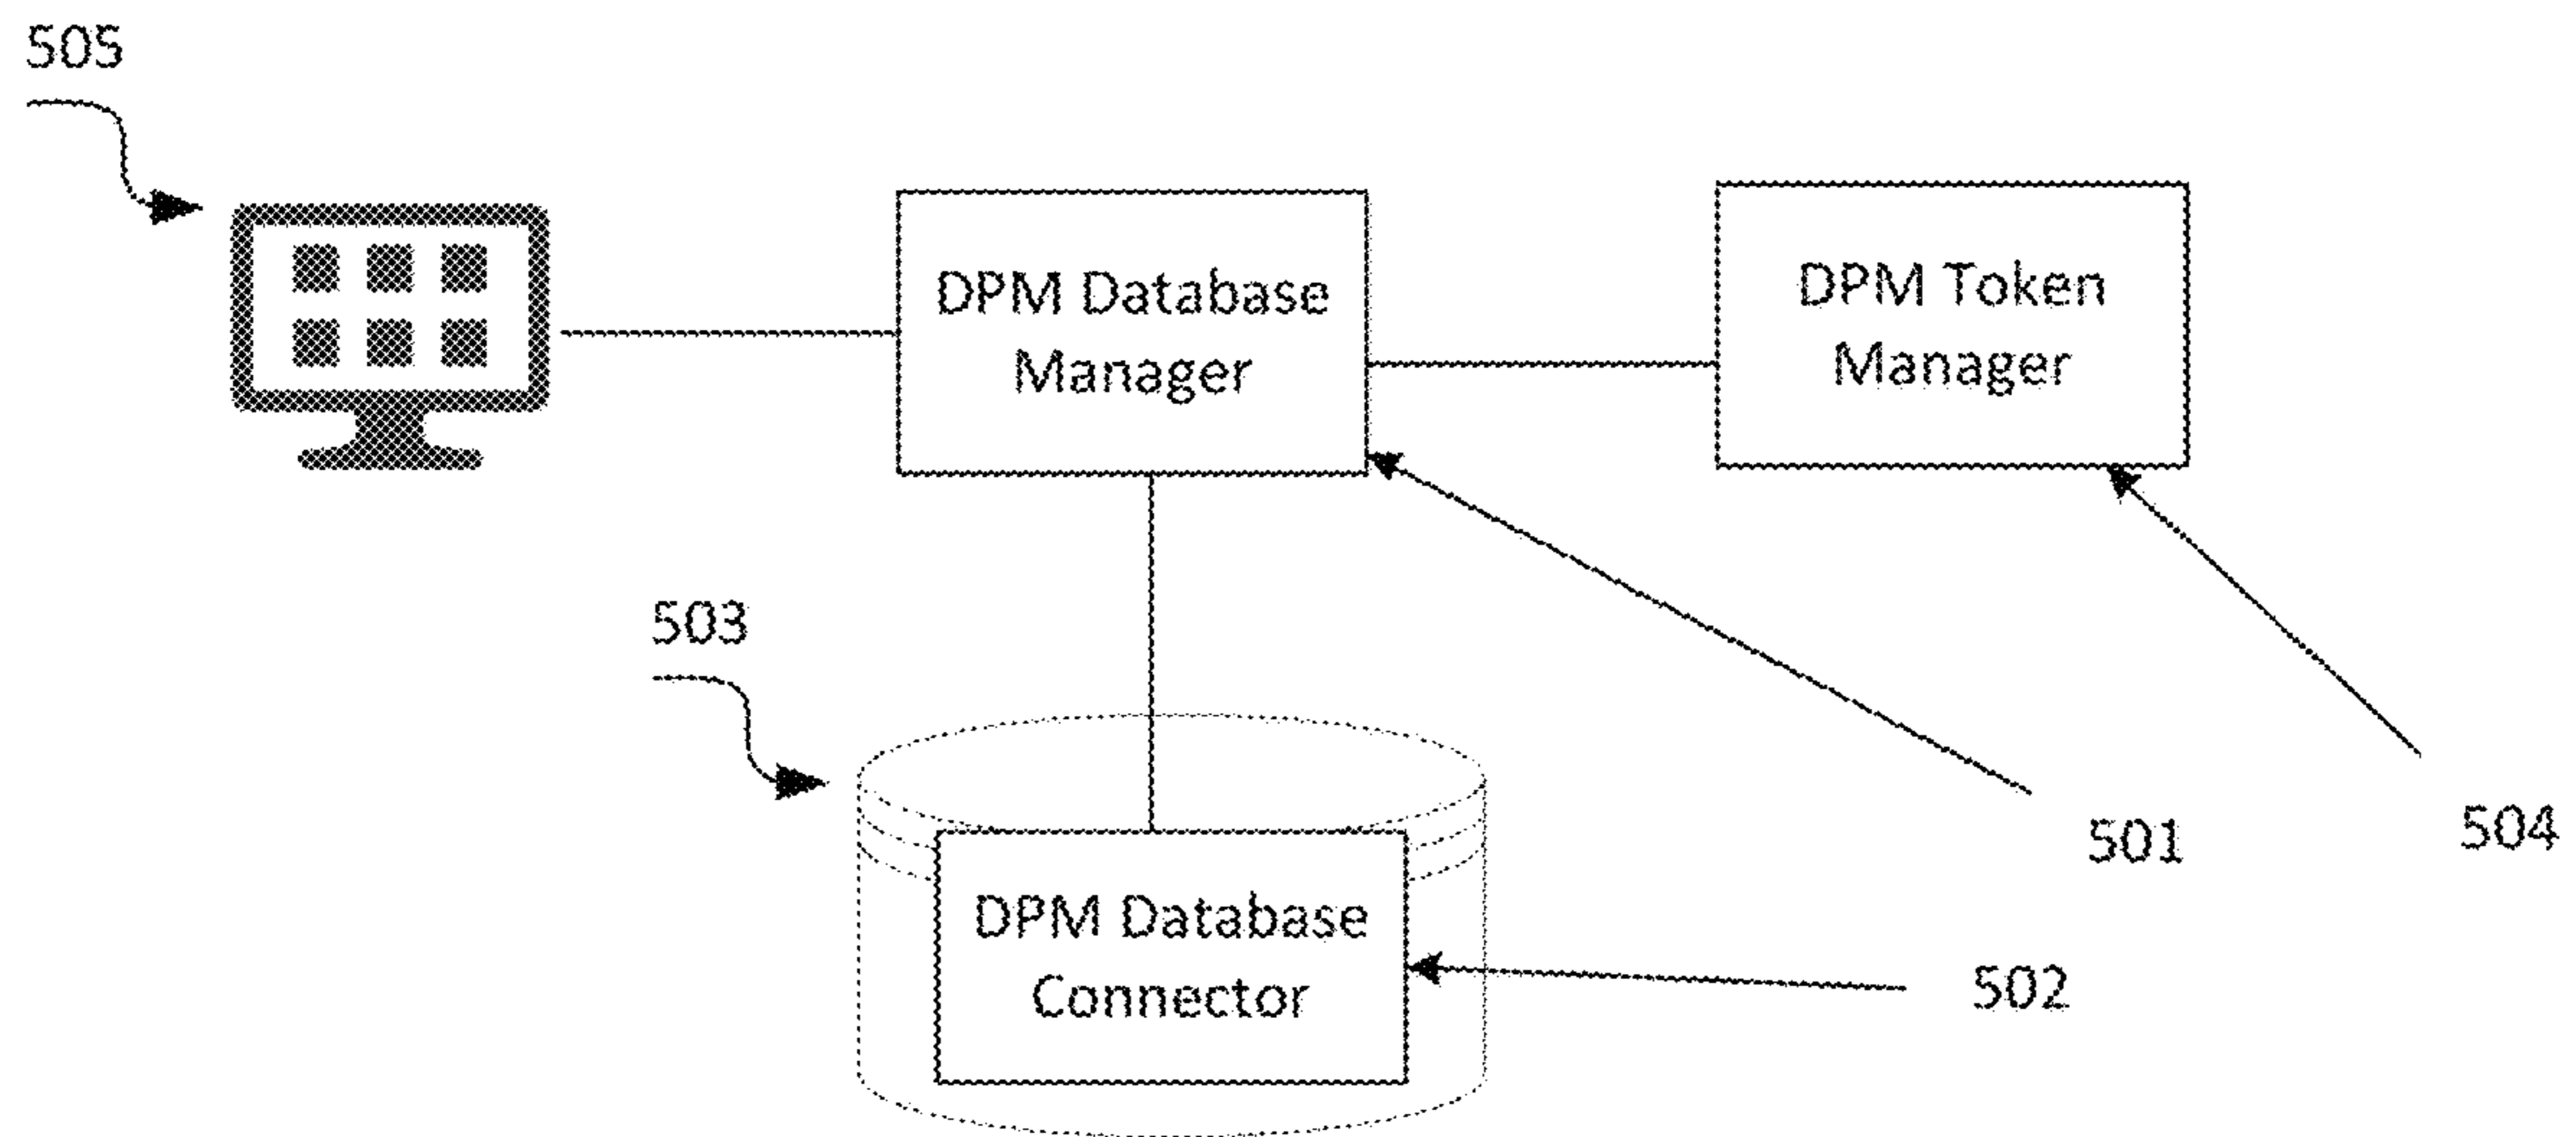 505
DPM Database
Manager
DPM Token
Manager
503
501
504
DPM Database
Connector
502